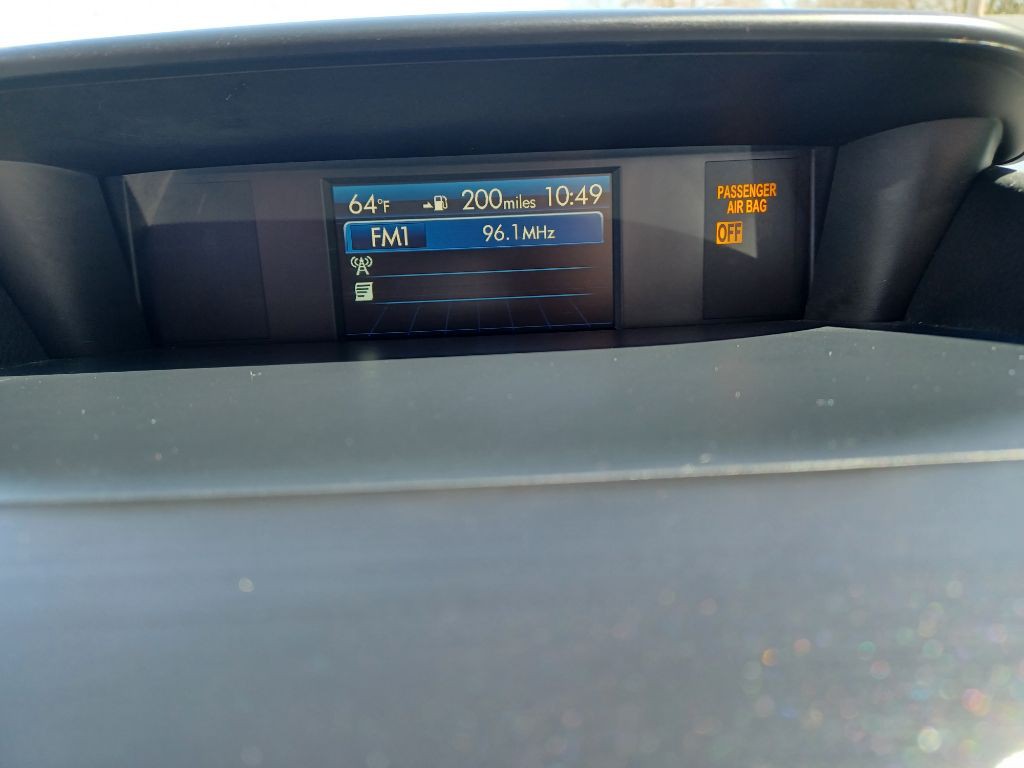 64°F 200miles 10:49
FM1 96.1MHz
PASSENGER
AIR BAG
OFF